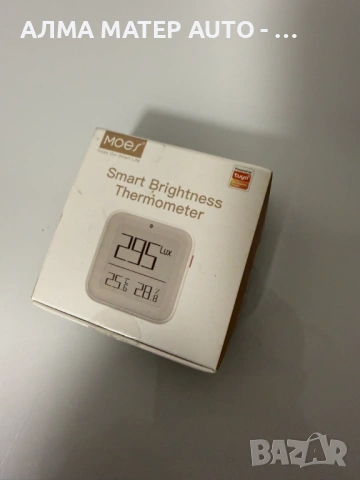 АЛМА МАТЕР AUTO - ...
MOES
Smart Brightness
Thermometer
tuya
295 Lux
25.6 °C 28.8
BAZAR